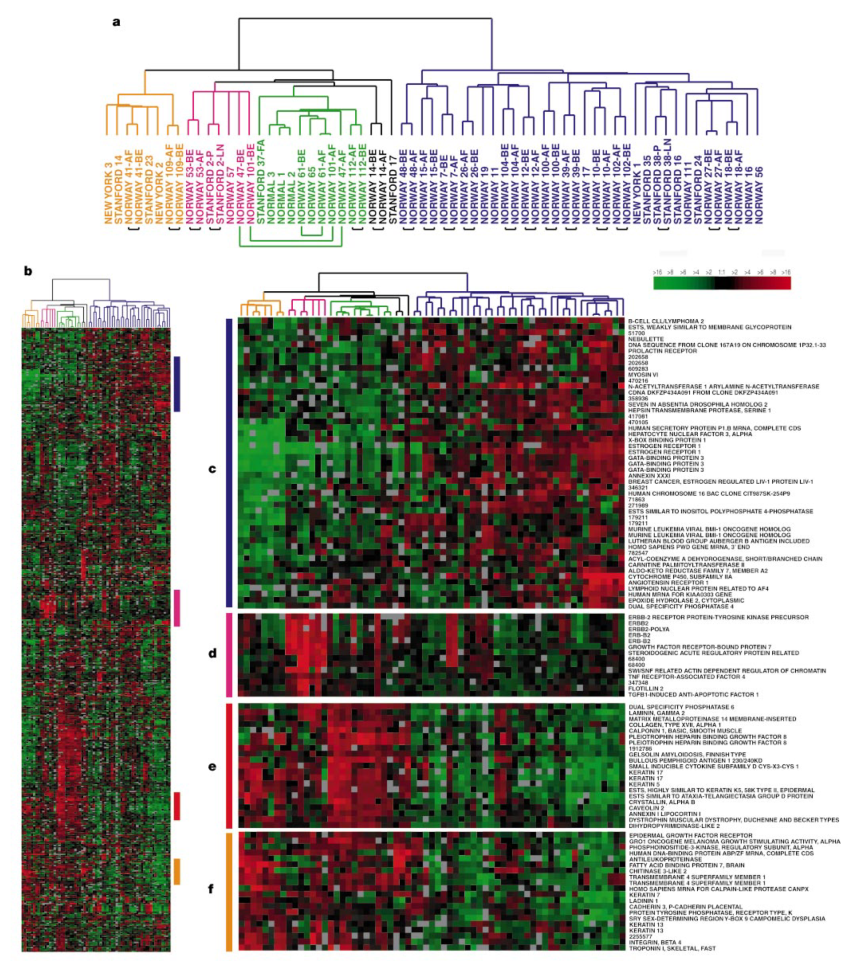 a
NEW YORK 3
STANFORD 14
NORWAY 41-AF
NORWAY 41-BE
STANFORD 23
NEW YORK 2
NORWAY 109-AF
NORWAY 109-BE
NORWAY 53-BE
NORWAY 53-AF
STANFORD 2-P
STANFORD 2-LN
NORWAY 57
NORWAY 47-BE
NORWAY 101-BE
STANFORD 37-FA
NORMAL 3
NORMAL 1
NORMAL 2
NORWAY 61-BE
NORWAY 65
NORWAY 61-AF
NORWAY 101-AF
NORWAY 47-AF
NORWAY 112-AF
NORWAY 112-BE
NORWAY 14-BE
NORWAY 14-AF
STANFORD 17
NORWAY 48-BE
NORWAY 48-AF
NORWAY 15-AF
NORWAY 15-BE
NORWAY 7-BE
NORWAY 7-AF
NORWAY 26-AF
NORWAY 26-BE
NORWAY 19
NORWAY 11
NORWAY 104-BE
NORWAY 104-AF
NORWAY 12-BE
NORWAY 12-AF
NORWAY 100-AF
NORWAY 100-BE
NORWAY 39-AF
NORWAY 39-BE
NORWAY 17
NORWAY 10-BE
NORWAY 10-AF
NORWAY 102-AF
NORWAY 102-BE
NEW YORK 1
STANFORD 35
STANFORD 38-P
STANFORD 38-LN
STANFORD 16
STANFORD 24
NORWAY 27-BE
NORWAY 27-AF
NORWAY 18-BE
NORWAY 18-AF
NORWAY 16
NORWAY 56
b
>16 >8 >4 >2 1:1 >2 >4 >8 >16
c
B-CELL CLL/LYMPHOMA 2
ESTS, WEAKLY SIMILAR TO MEMBRANE GLYCOPROTEIN
51700
NEBULETTE
DNA SEQUENCE FROM CLONE 167A19 ON CHROMOSOME 1P32.1-33
PROLACTIN RECEPTOR
202658
202658
609283
MYOSIN VI
470216
N-ACETYLTRANSFERASE 1 ARYLAMINE N-ACETYLTRANSFERASE
CDNA DKFZP434A091 FROM CLONE DKFZP434A091
358936
SEVEN IN ABSENTIA DROSOPHILA HOMOLOG 2
HEPSIN TRANSMEMBRANE PROTEASE, SERINE 1
417081
470105
HUMAN SECRETORY PROTEIN P1.B MRNA, COMPLETE CDS
HEPATOCYTE NUCLEAR FACTOR 3, ALPHA
X-BOX BINDING PROTEIN 1
ESTROGEN RECEPTOR 1
ESTROGEN RECEPTOR 1
GATA-BINDING PROTEIN 3
GATA-BINDING PROTEIN 3
GATA-BINDING PROTEIN 3
ANNEXIN XXXI
BREAST CANCER, ESTROGEN REGULATED LIV-1 PROTEIN LIV-1
346321
HUMAN CHROMOSOME 16 BAC CLONE CIT987SK-254P9
71863
271989
ESTS SIMILAR TO INOSITOL POLYPHOSPHATE 4-PHOSPHATASE
179211
179211
MURINE LEUKEMIA VIRAL BMI-1 ONCOGENE HOMOLOG
MURINE LEUKEMIA VIRAL BMI-1 ONCOGENE HOMOLOG
LUTHERAN BLOOD GROUP AUBERGER B ANTIGEN INCLUDED
HOMO SAPIENS PWD GENE MRNA, 3' END
782547
ACYL-COENZYME A DEHYDROGENASE, SHORT/BRANCHED CHAIN
CARNITINE PALMITOYLTRANSFERASE II
ALDO-KETO REDUCTASE FAMILY 7, MEMBER A2
CYTOCHROME P450, SUBFAMILY IIA
ANGIOTENSIN RECEPTOR 1
LYMPHOID NUCLEAR PROTEIN RELATED TO AF4
HUMAN MRNA FOR KIAA0303 GENE
EPOXIDE HYDROLASE 2, CYTOPLASMIC
DUAL SPECIFICITY PHOSPHATASE 4
d
ERBB-2 RECEPTOR PROTEIN-TYROSINE KINASE PRECURSOR
ERBB2
ERBB2-POLYA
ERB-B2
ERB-B2
GROWTH FACTOR RECEPTOR-BOUND PROTEIN 7
STEROIDOGENIC ACUTE REGULATORY PROTEIN RELATED
68400
68400
SWI/SNF RELATED ACTIN DEPENDENT REGULATOR OF CHROMATIN
TNF RECEPTOR-ASSOCIATED FACTOR 4
347348
FLOTILLIN 2
TGFB1-INDUCED ANTI-APOPTOTIC FACTOR 1
e
DUAL SPECIFICITY PHOSPHATASE 6
LAMININ, GAMMA 2
MATRIX METALLOPROTEINASE 14 MEMBRANE-INSERTED
COLLAGEN, TYPE XVII, ALPHA 1
CALPONIN 1, BASIC, SMOOTH MUSCLE
PLEIOTROPHIN HEPARIN BINDING GROWTH FACTOR 8
PLEIOTROPHIN HEPARIN BINDING GROWTH FACTOR 8
1912786
GELSOLIN AMYLOIDOSIS, FINNISH TYPE
BULLOUS PEMPHIGOID ANTIGEN 1 230/240KD
SMALL INDUCIBLE CYTOKINE SUBFAMILY D CYS-X3-CYS 1
KERATIN 17
KERATIN 17
KERATIN 5
ESTS, HIGHLY SIMILAR TO KERATIN K5, 58K TYPE II, EPIDERMAL
ESTS SIMILAR TO ATAXIA-TELANGIECTASIA GROUP D PROTEIN
CRYSTALLIN, ALPHA B
CAVEOLIN 2
ANNEXIN I LIPOCORTIN I
DYSTROPHIN MUSCULAR DYSTROPHY, DUCHENNE AND BECKER TYPES
DIHYDROPYRIMIDINASE-LIKE 2
f
EPIDERMAL GROWTH FACTOR RECEPTOR
GRO1 ONCOGENE MELANOMA GROWTH STIMULATING ACTIVITY, ALPHA
PHOSPHOINOSITIDE-3-KINASE, REGULATORY SUBUNIT, ALPHA
HUMAN DNA-BINDING PROTEIN ABP/ZF MRNA, COMPLETE CDS
ANTILEUKOPROTEINASE
FATTY ACID BINDING PROTEIN 7, BRAIN
CHITINASE 3-LIKE 2
TRANSMEMBRANE 4 SUPERFAMILY MEMBER 1
TRANSMEMBRANE 4 SUPERFAMILY MEMBER 1
HOMO SAPIENS MRNA FOR CALPAIN-LIKE PROTEASE CANPX
KERATIN 7
LADININ 1
CADHERIN 3, P-CADHERIN PLACENTAL
PROTEIN TYROSINE PHOSPHATASE, RECEPTOR TYPE, K
SRY SEX-DETERMINING REGION Y-BOX 9 CAMPOMELIC DYSPLASIA
KERATIN 13
KERATIN 13
2255577
INTEGRIN, BETA 4
TROPONIN I, SKELETAL, FAST